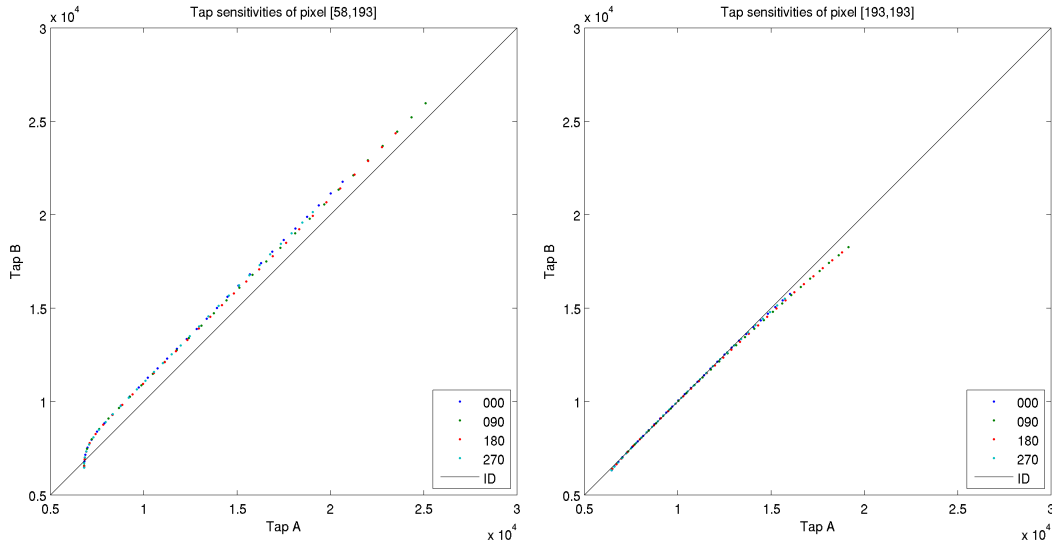 Tap sensitivities of pixel [58,193]
x 10^4
3
2.5
2
1.5
1
0.5
Tap B
0.5 1 1.5 2 2.5 3
x 10^4
Tap A
000
090
180
270
ID
Tap sensitivities of pixel [193,193]
x 10^4
3
2.5
2
1.5
1
0.5
Tap B
0.5 1 1.5 2 2.5 3
x 10^4
Tap A
000
090
180
270
ID